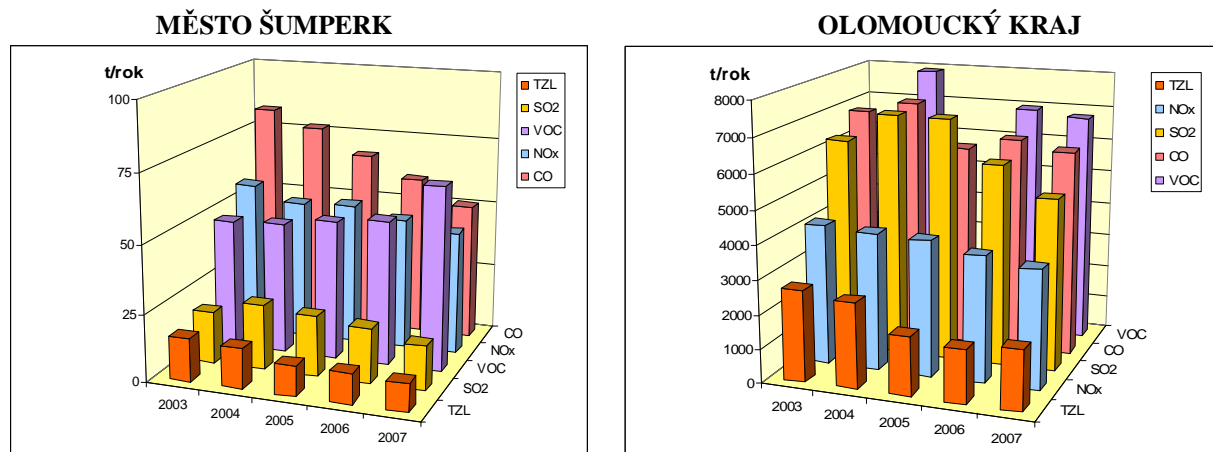 MĚSTO ŠUMPERK
t/rok
100
75
50
25
0
2003
2004
2005
2006
2007
TZL
SO2
VOC
NOx
CO
TZL
SO2
VOC
NOx
CO
OLOMOUCKÝ KRAJ
t/rok
8000
7000
6000
5000
4000
3000
2000
1000
0
2003
2004
2005
2006
2007
VOC
CO
SO2
NOx
TZL
TZL
NOx
SO2
CO
VOC